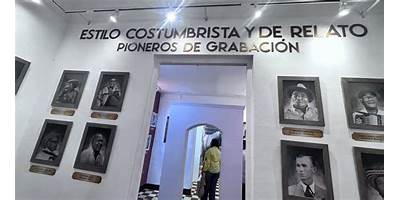 ESTILO COSTUMBRISTA Y DE RELATO
PIONEROS DE GRABACIÓN